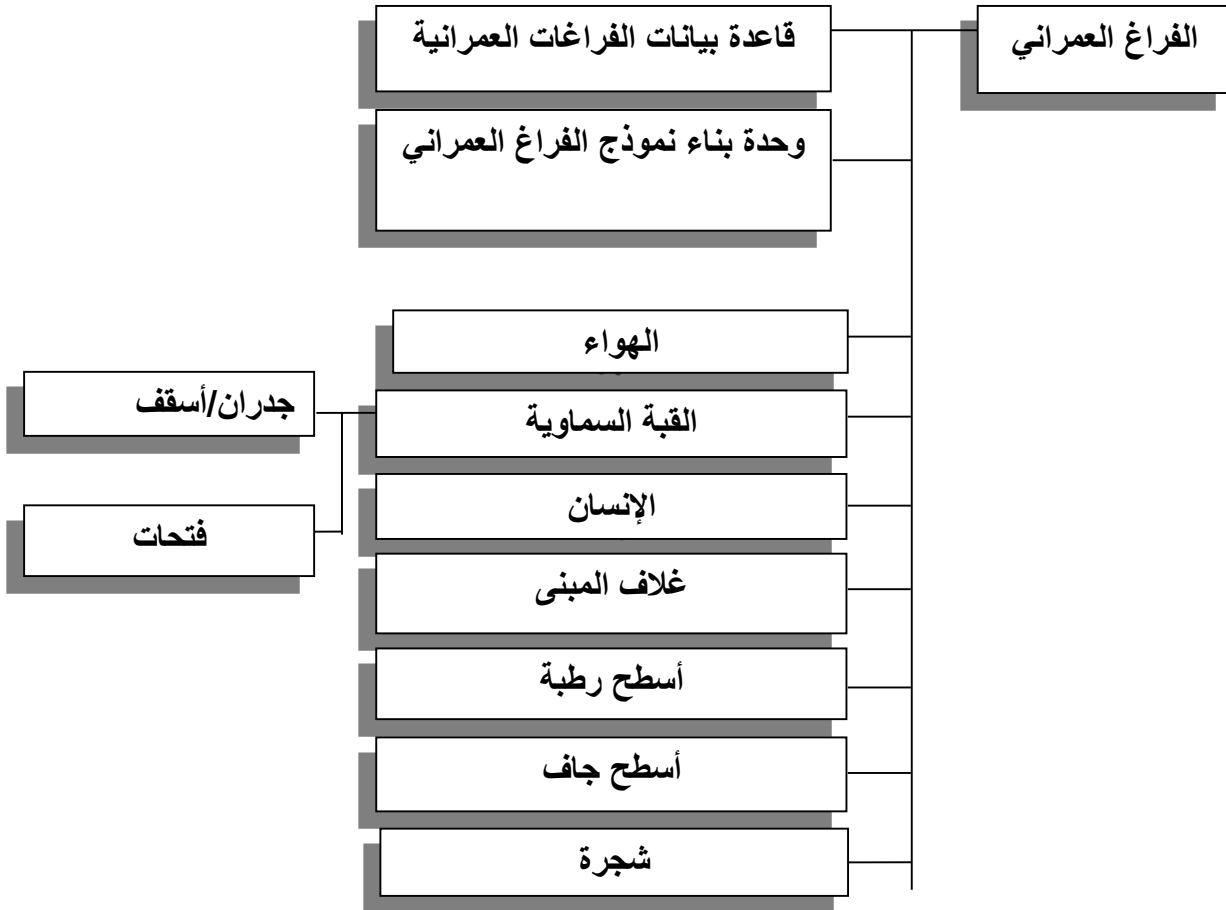 الفراغ العمراني
قاعدة بيانات الفراغات العمرانية
وحدة بناء نموذج الفراغ العمراني
الهواء
القبة السماوية
جدران/أسقف
الإنسان
فتحات
غلاف المبنى
أسطح رطبة
أسطح جاف
شجرة